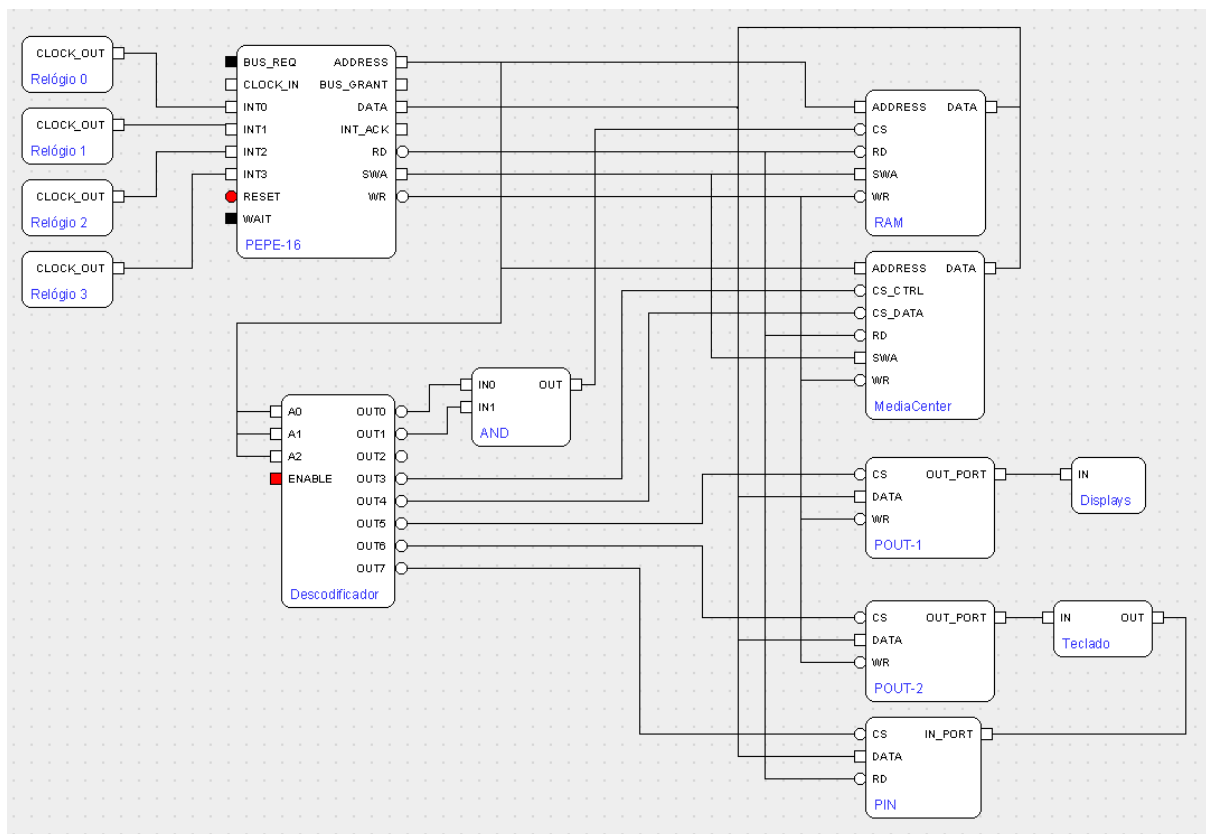 CLOCK_OUT
Relógio 0
CLOCK_OUT
Relógio 1
CLOCK_OUT
Relógio 2
CLOCK_OUT
Relógio 3
BUS_REQ ADDRESS
CLOCK_IN BUS_GRANT
INT0 DATA
INT1 INT_ACK
INT2 RD
INT3 SWA
RESET WR
WAIT
PEPE-16
ADDRESS DATA
CS
RD
SWA
WR
RAM
ADDRESS DATA
CS_CTRL
CS_DATA
RD
SWA
WR
MediaCenter
IN0 OUT
IN1
AND
A0 OUT0
A1 OUT1
A2 OUT2
ENABLE OUT3
OUT4
OUT5
OUT6
OUT7
Descodificador
CS OUT_PORT
DATA
WR
POUT-1
IN
Displays
CS OUT_PORT
DATA
WR
POUT-2
IN OUT
Teclado
CS IN_PORT
DATA
RD
PIN